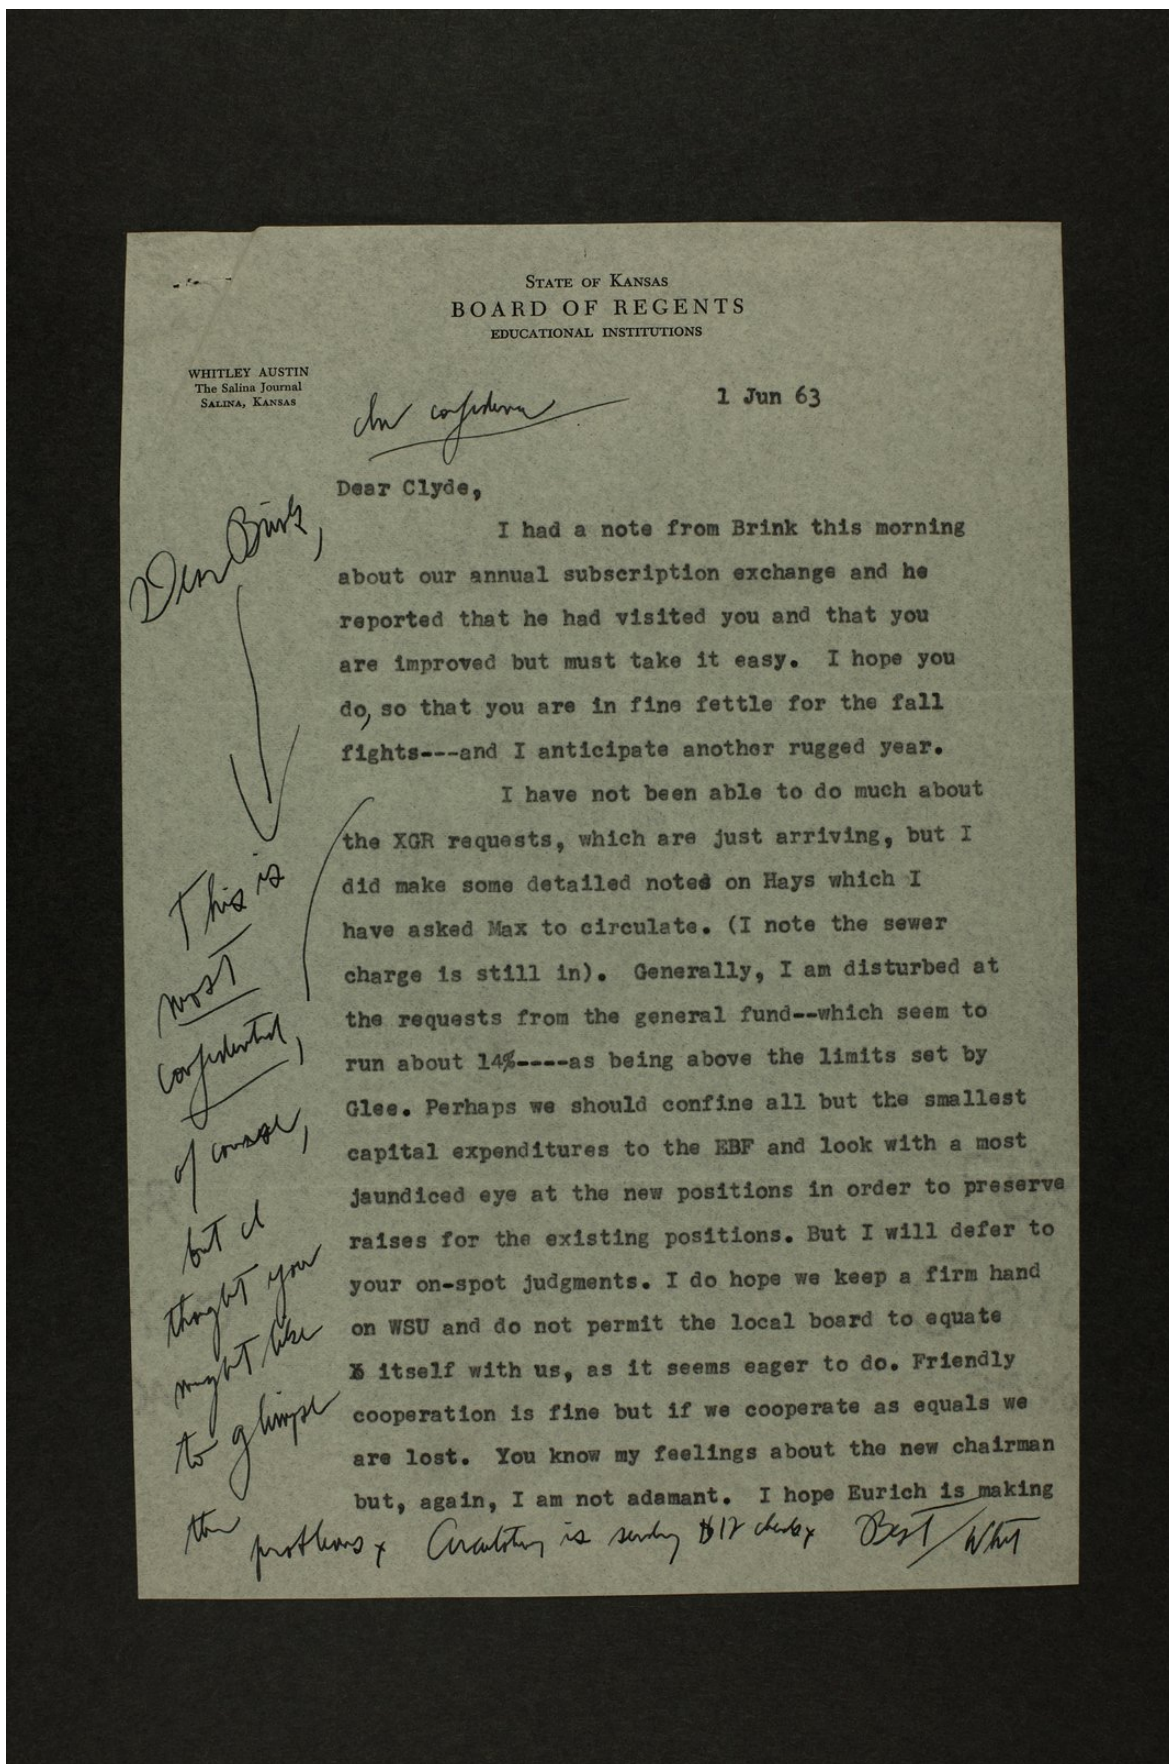 STATE OF KANSAS
BOARD OF REGENTS
EDUCATIONAL INSTITUTIONS
WHITLEY AUSTIN
The Salina Journal
SALINA, KANSAS
1 Jun 63
In confidence
Dear Clyde,
I had a note from Brink this morning
about our annual subscription exchange and he
reported that he had visited you and that you
are improved but must take it easy. I hope you
do, so that you are in fine fettle for the fall
fights---and I anticipate another rugged year.
I have not been able to do much about
the XGR requests, which are just arriving, but I
did make some detailed notes on Hays which I
have asked Max to circulate. (I note the sewer
charge is still in). Generally, I am disturbed at
the requests from the general fund--which seem to
run about 14%----as being above the limits set by
Glee. Perhaps we should confine all but the smallest
capital expenditures to the EBF and look with a most
jaundiced eye at the new positions in order to preserve
raises for the existing positions. But I will defer to
your on-spot judgments. I do hope we keep a firm hand
on WSU and do not permit the local board to equate
itself with us, as it seems eager to do. Friendly
cooperation is fine but if we cooperate as equals we
are lost. You know my feelings about the new chairman
but, again, I am not adamant. I hope Eurich is making
Dear Brink,
This is
most
confidential,
of course,
but I
thought you
might like
to glimpse
the
problems x Circulation is sending $12 check x Best / Whit